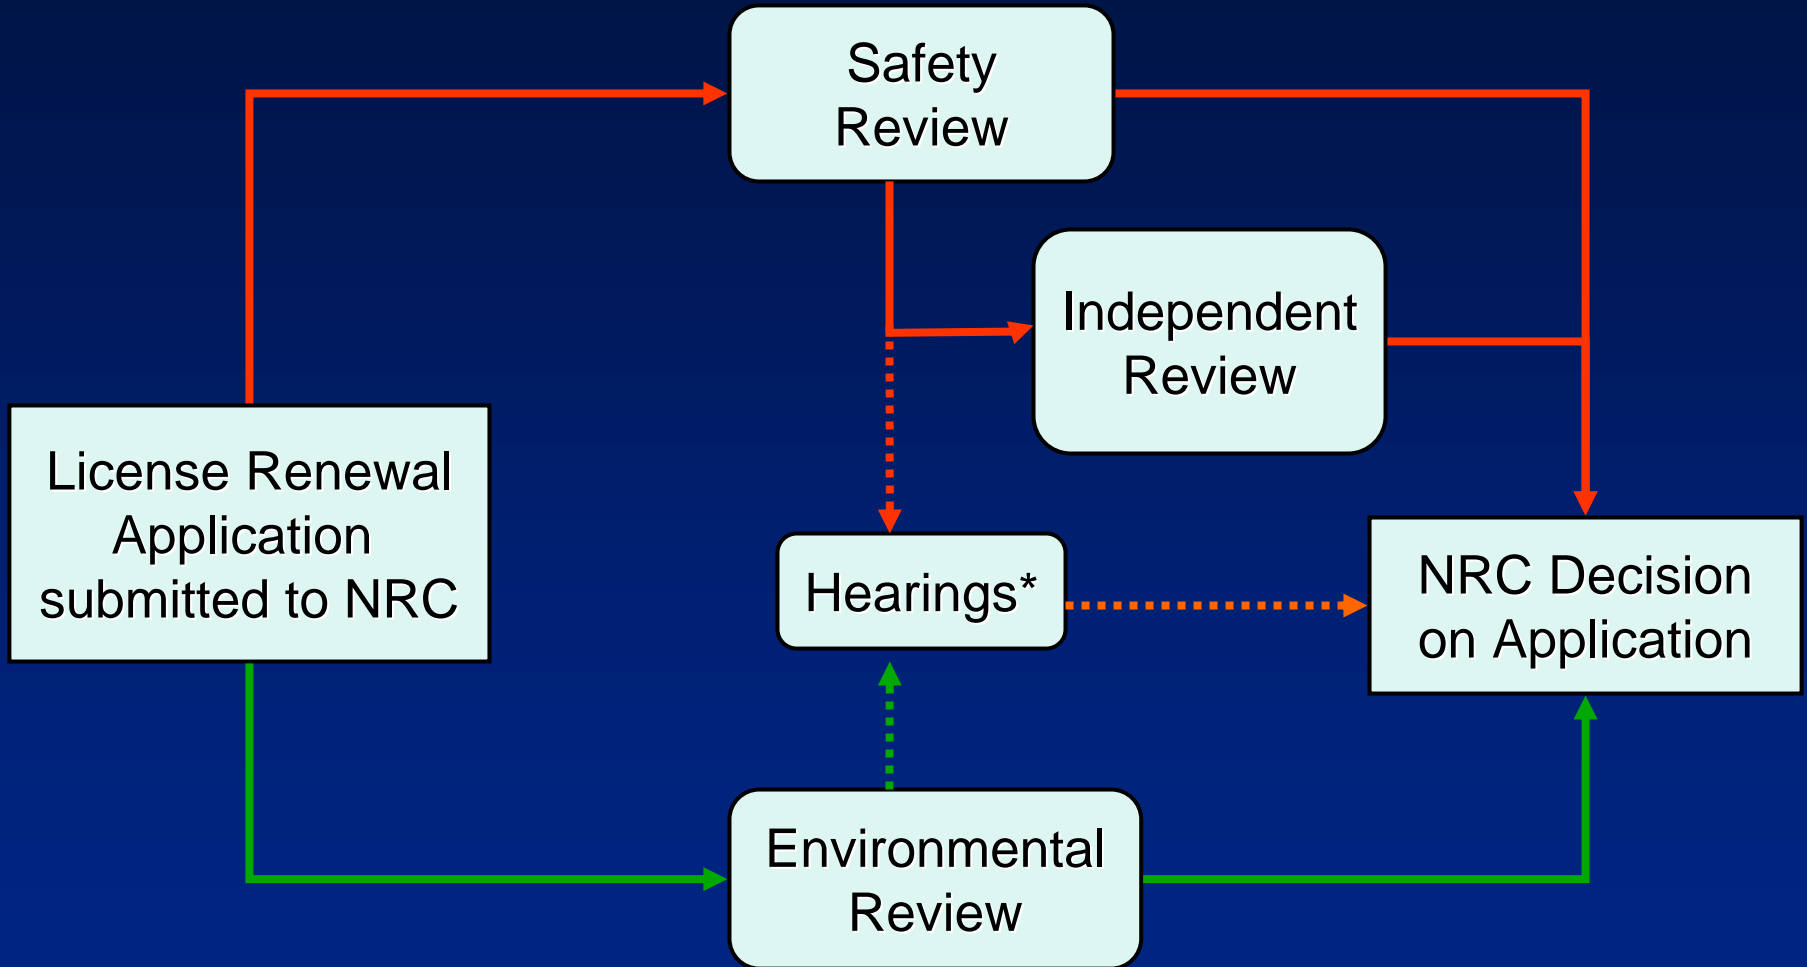 Safety
Review
Independent
Review
License Renewal
Application
submitted to NRC
Hearings*
NRC Decision
on Application
Environmental
Review